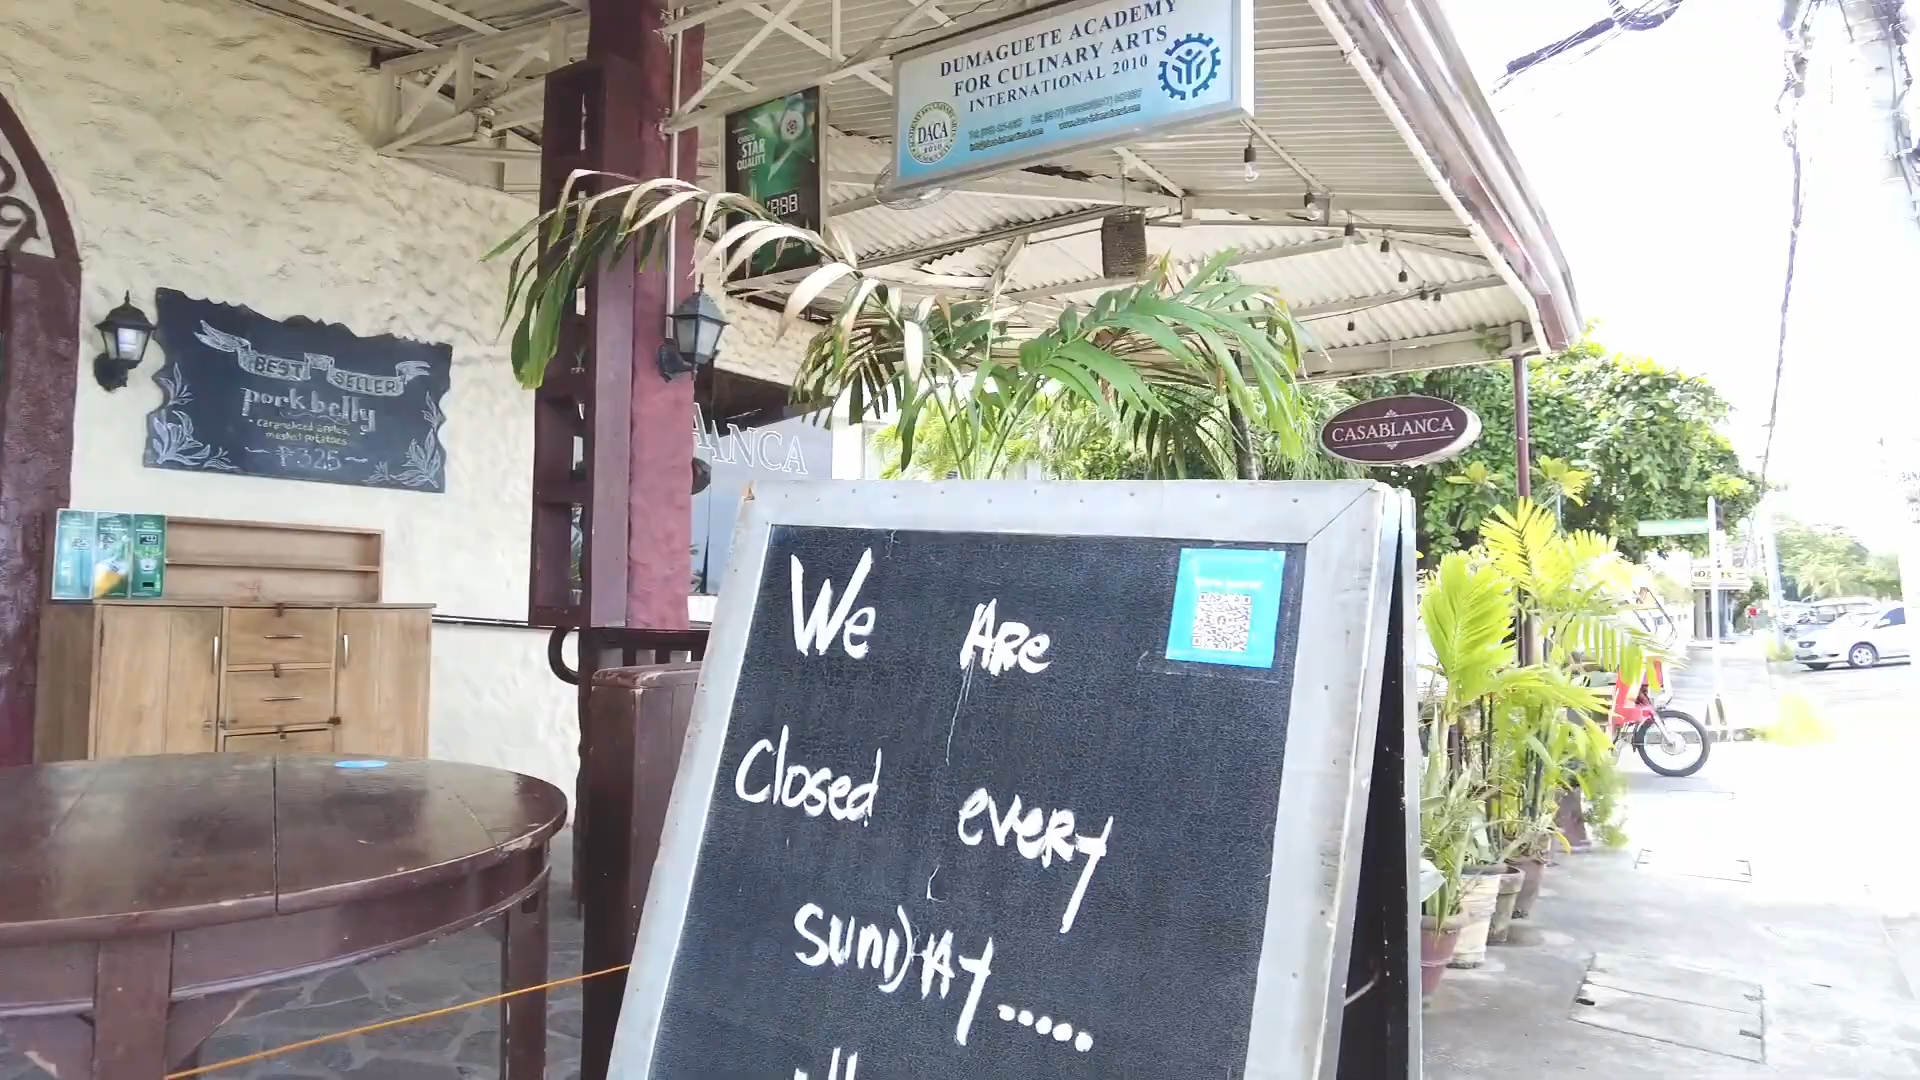 DUMAGUETE ACADEMY
FOR CULINARY ARTS
INTERNATIONAL 2010
DACA
STAR
QUALITY
BEST SELLER
pork belly
caramelized apples,
mashed potatoes
₱325
ANCA
CASABLANCA
We Are
Closed every
SunDAY.....